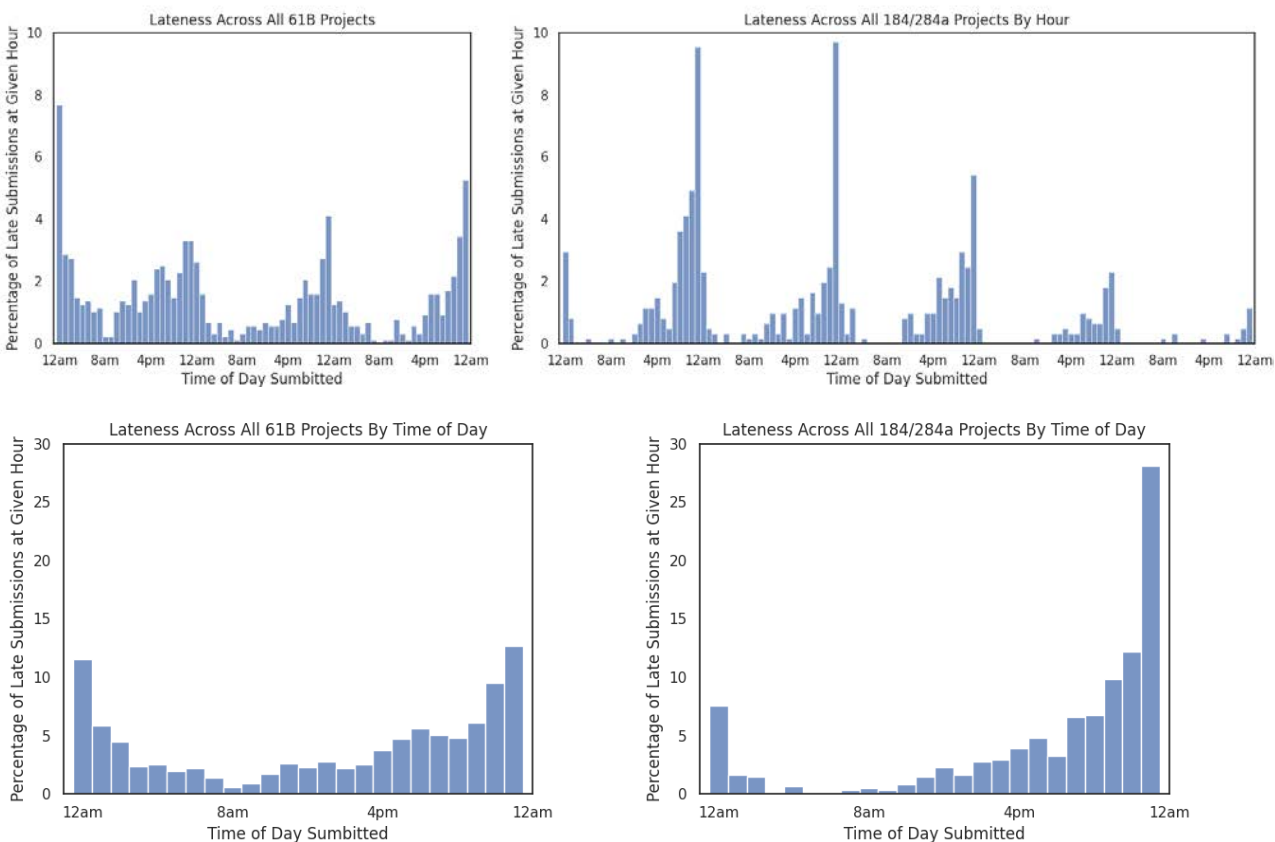 Lateness Across All 61B Projects
Percentage of Late Submissions at Given Hour
10
8
6
4
2
0
12am 8am 4pm 12am 8am 4pm 12am 8am 4pm 12am
Time of Day Sumbitted
Lateness Across All 184/284a Projects By Hour
Percentage of Late Submissions at Given Hour
10
8
6
4
2
0
12am 8am 4pm 12am 8am 4pm 12am 8am 4pm 12am 8am 4pm 12am 8am 4pm 12am
Time of Day Submitted
Lateness Across All 61B Projects By Time of Day
Percentage of Late Submissions at Given Hour
30
25
20
15
10
5
0
12am 8am 4pm 12am
Time of Day Sumbitted
Lateness Across All 184/284a Projects By Time of Day
Percentage of Late Submissions at Given Hour
30
25
20
15
10
5
0
12am 8am 4pm 12am
Time of Day Submitted